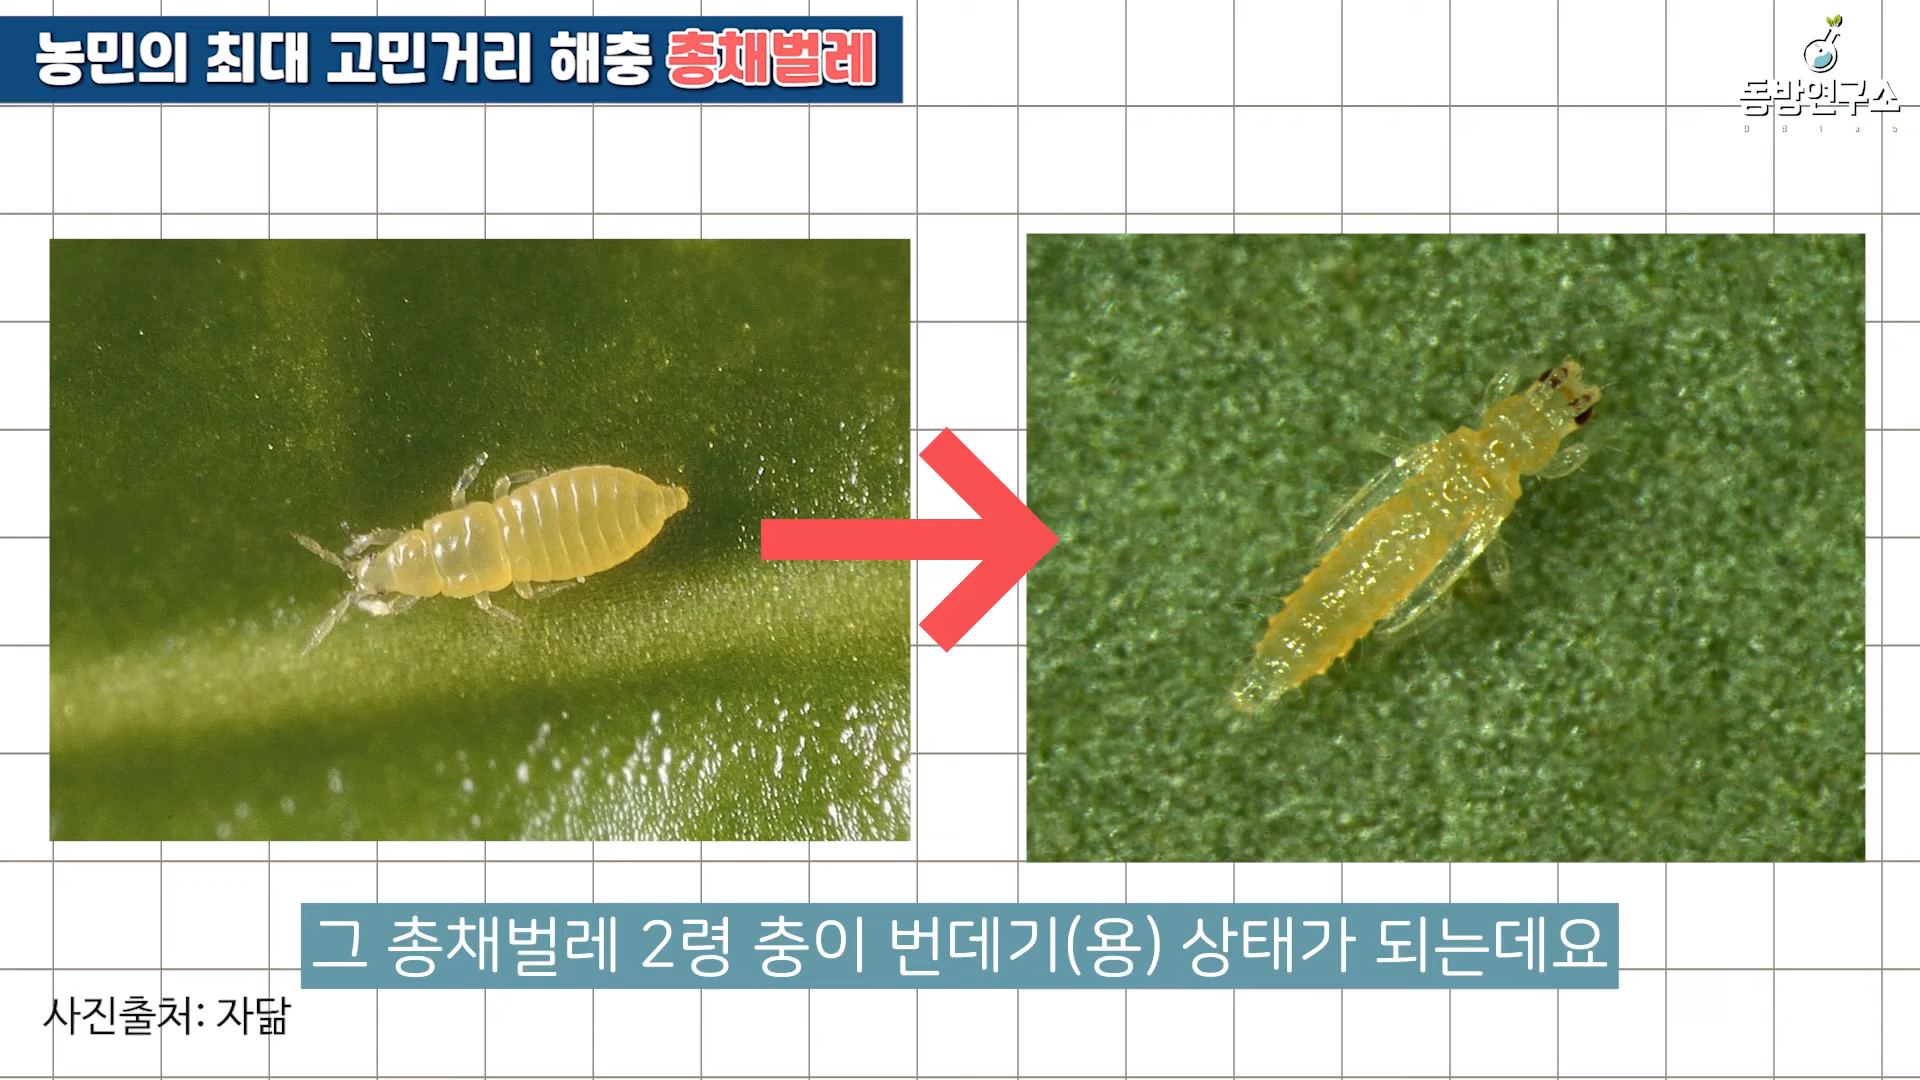 농민의 최대 고민거리 해충 총채벌레
동방연구소
D B L a b
그 총채벌레 2령 충이 번데기(용) 상태가 되는데요
사진출처: 자닮